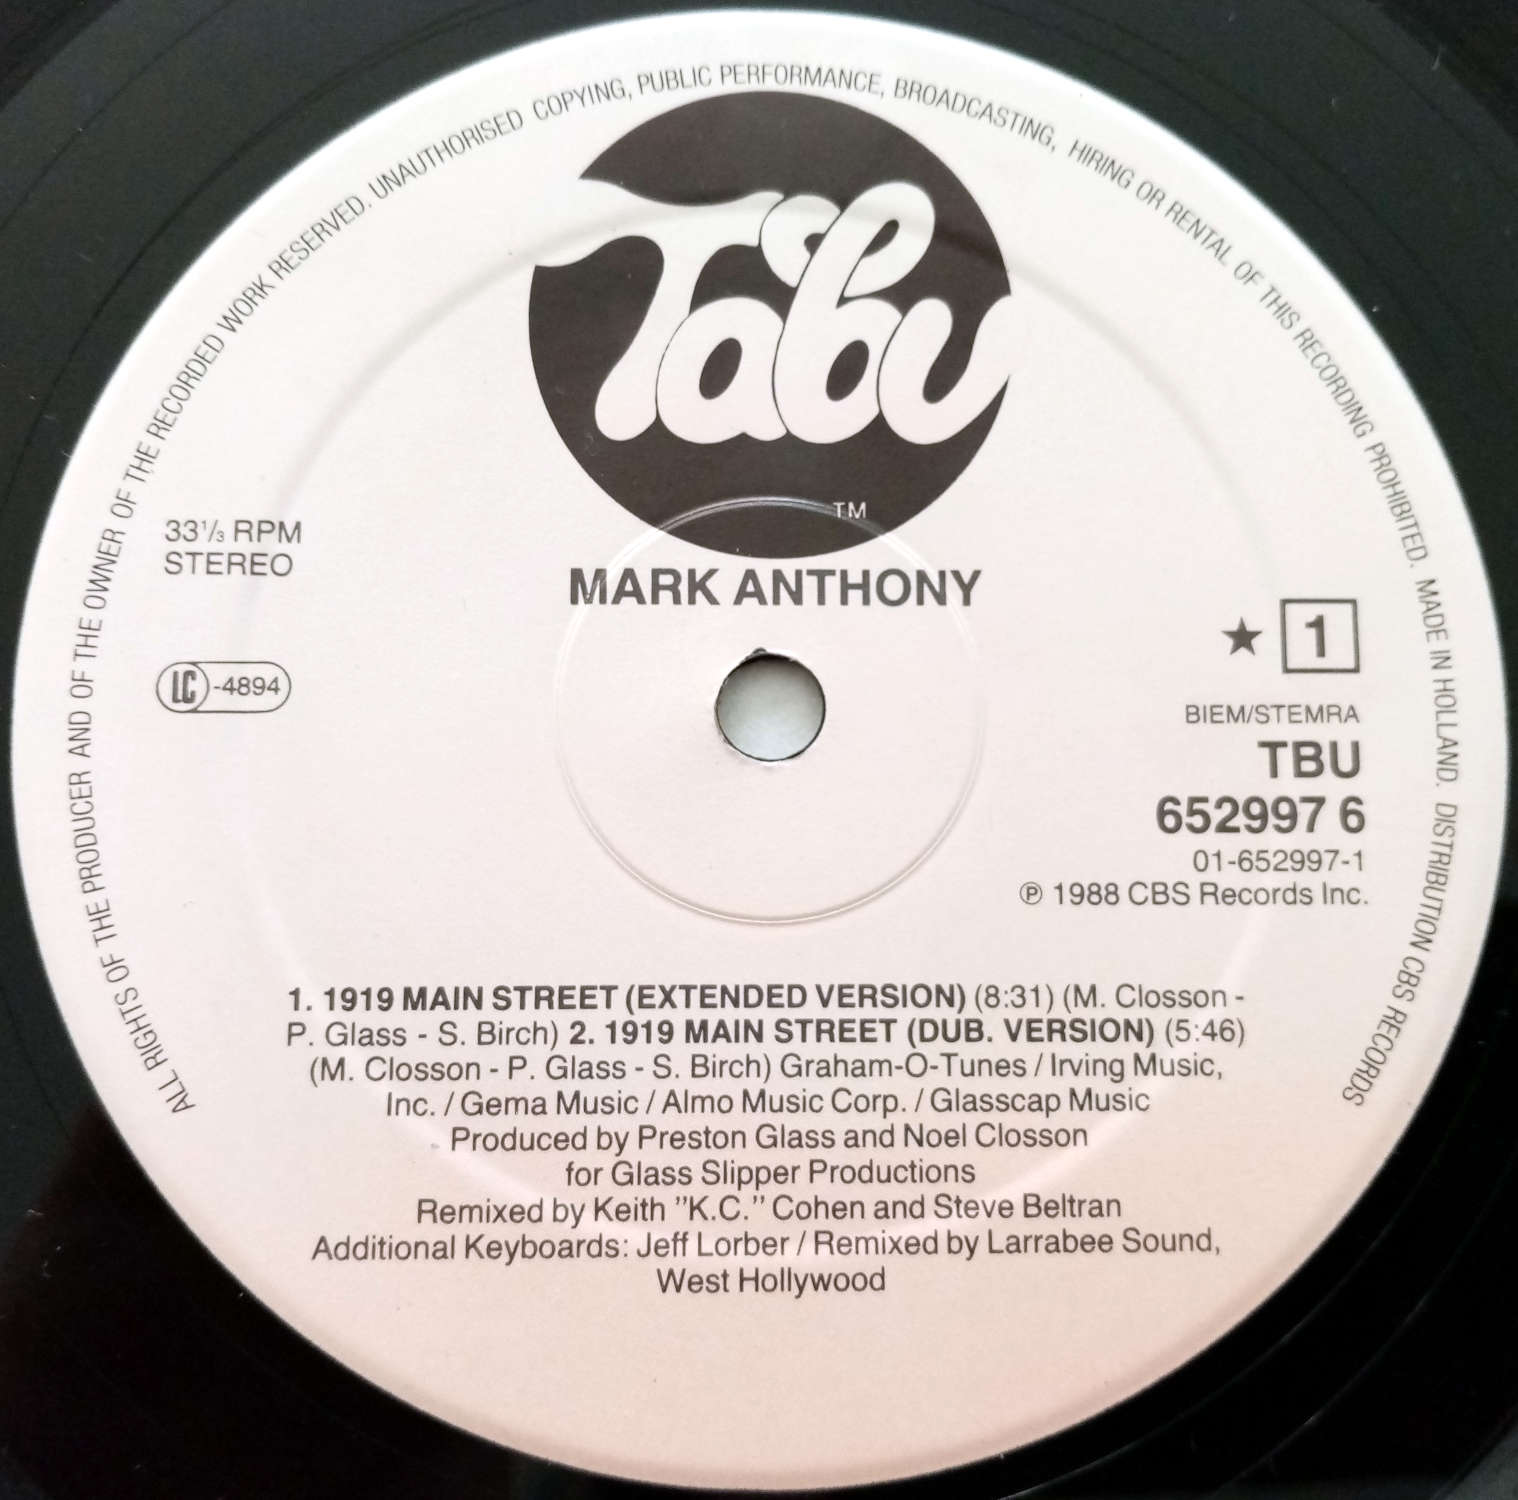 ALL RIGHTS OF THE PRODUCER AND OF THE OWNER OF THE RECORDED WORK RESERVED. UNAUTHORISED COPYING, PUBLIC PERFORMANCE, BROADCASTING, HIRING OR RENTAL OF THIS RECORDING PROHIBITED. MADE IN HOLLAND. DISTRIBUTION CBS RECORDS
Tabu
TM
33⅓ RPM
STEREO
MARK ANTHONY
★ 1
LC-4894
BIEM/STEMRA
TBU
652997 6
01-652997-1
℗ 1988 CBS Records Inc.
1. 1919 MAIN STREET (EXTENDED VERSION) (8:31) (M. Closson -
P. Glass - S. Birch) 2. 1919 MAIN STREET (DUB. VERSION) (5:46)
(M. Closson - P. Glass - S. Birch) Graham-O-Tunes / Irving Music,
Inc. / Gema Music / Almo Music Corp. / Glasscap Music
Produced by Preston Glass and Noel Closson
for Glass Slipper Productions
Remixed by Keith "K.C." Cohen and Steve Beltran
Additional Keyboards: Jeff Lorber / Remixed by Larrabee Sound,
West Hollywood